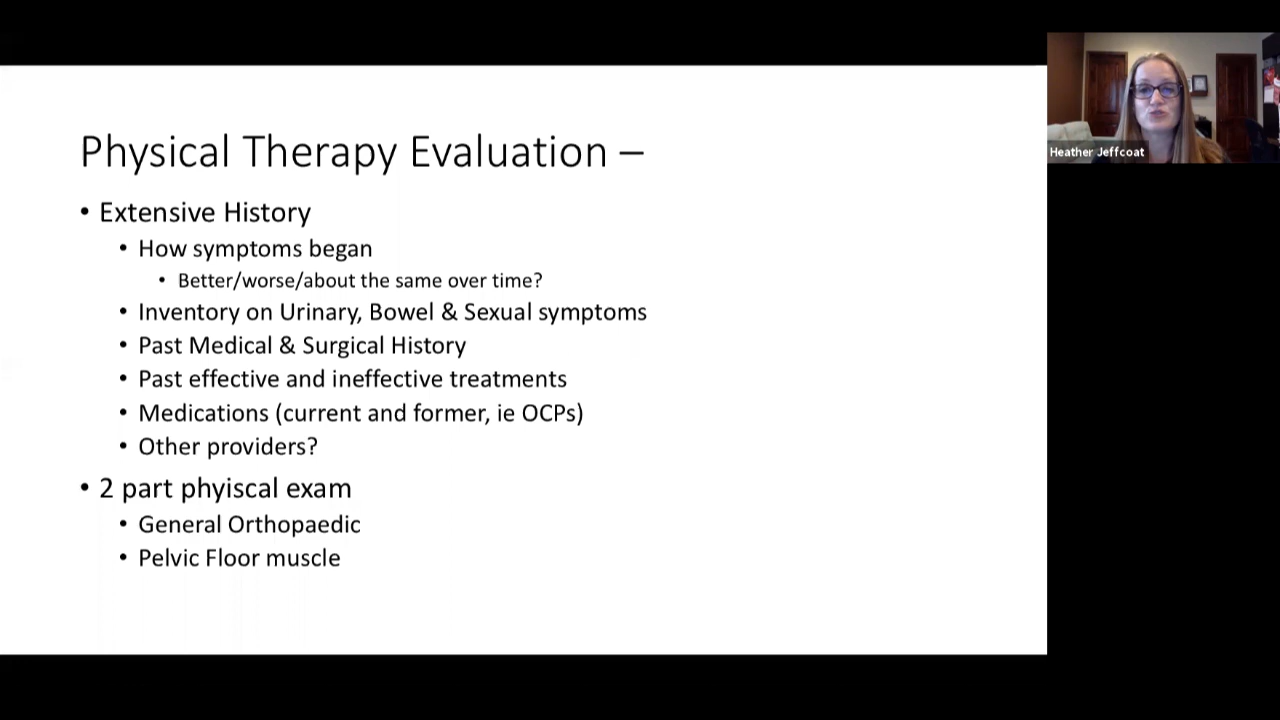 Physical Therapy Evaluation –
• Extensive History
• How symptoms began
• Better/worse/about the same over time?
• Inventory on Urinary, Bowel & Sexual symptoms
• Past Medical & Surgical History
• Past effective and ineffective treatments
• Medications (current and former, ie OCPs)
• Other providers?
• 2 part phyiscal exam
• General Orthopaedic
• Pelvic Floor muscle
Heather Jeffcoat